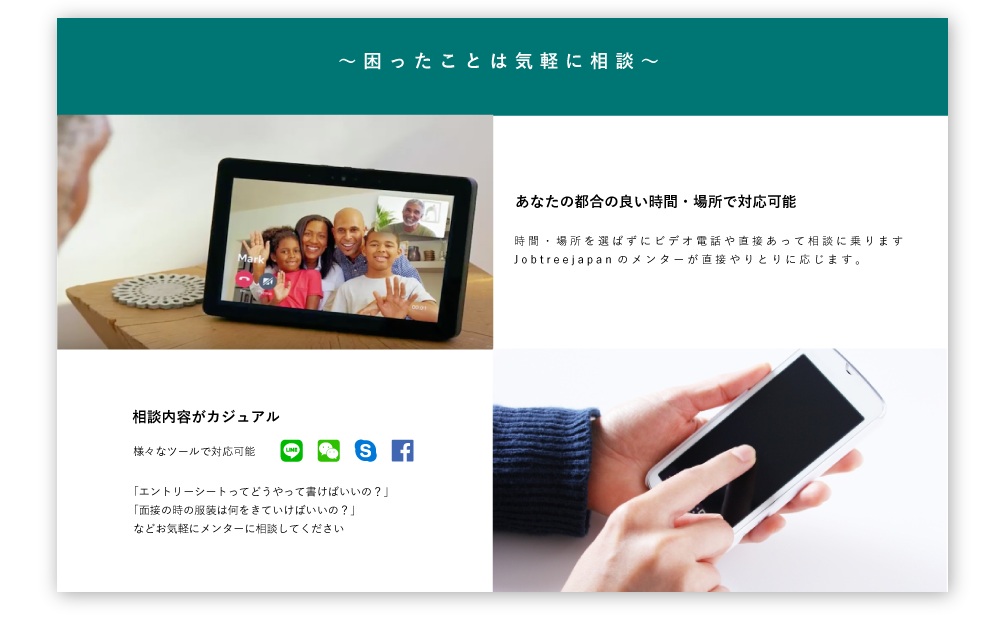 ～困ったことは気軽に相談～
Mark
00:01
あなたの都合の良い時間・場所で対応可能
時間・場所を選ばずにビデオ電話や直接あって相談に乗ります
Jobtreejapanのメンターが直接やりとりに応じます。
相談内容がカジュアル
様々なツールで対応可能
LINE
「エントリーシートってどうやって書けばいいの？」
「面接の時の服装は何をきていけばいいの？」
などお気軽にメンターに相談してください